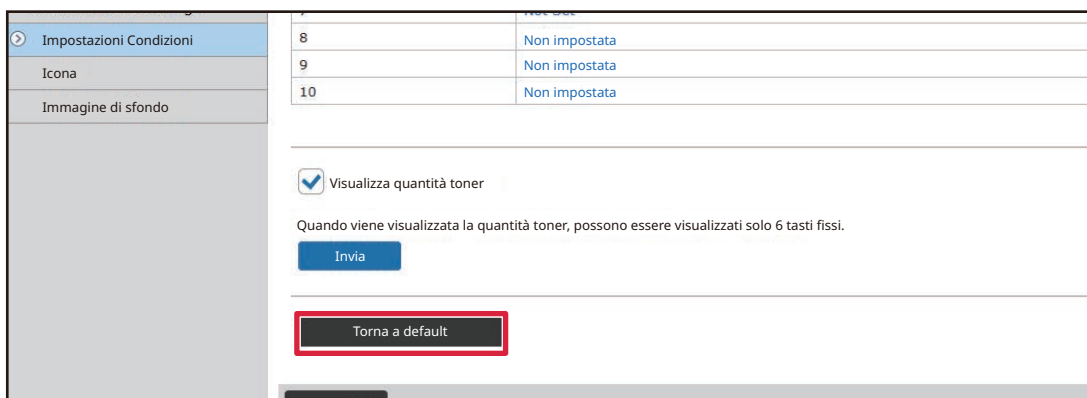 Impostazioni Condizioni
Icona
Immagine di sfondo
8 Non impostata
9 Non impostata
10 Non impostata
Visualizza quantità toner
Quando viene visualizzata la quantità toner, possono essere visualizzati solo 6 tasti fissi.
Invia
Torna a default